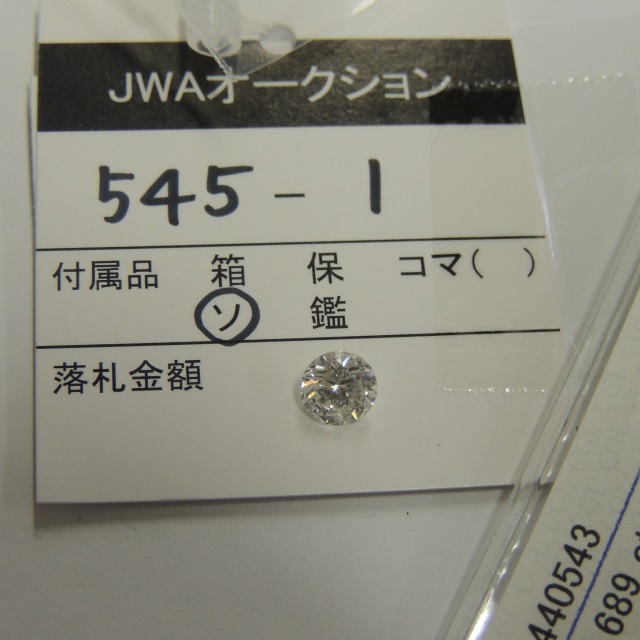 JWAオークション
545-1
付属品 箱 保 コマ( )
ソ 鑑
落札金額
440543
689 ct